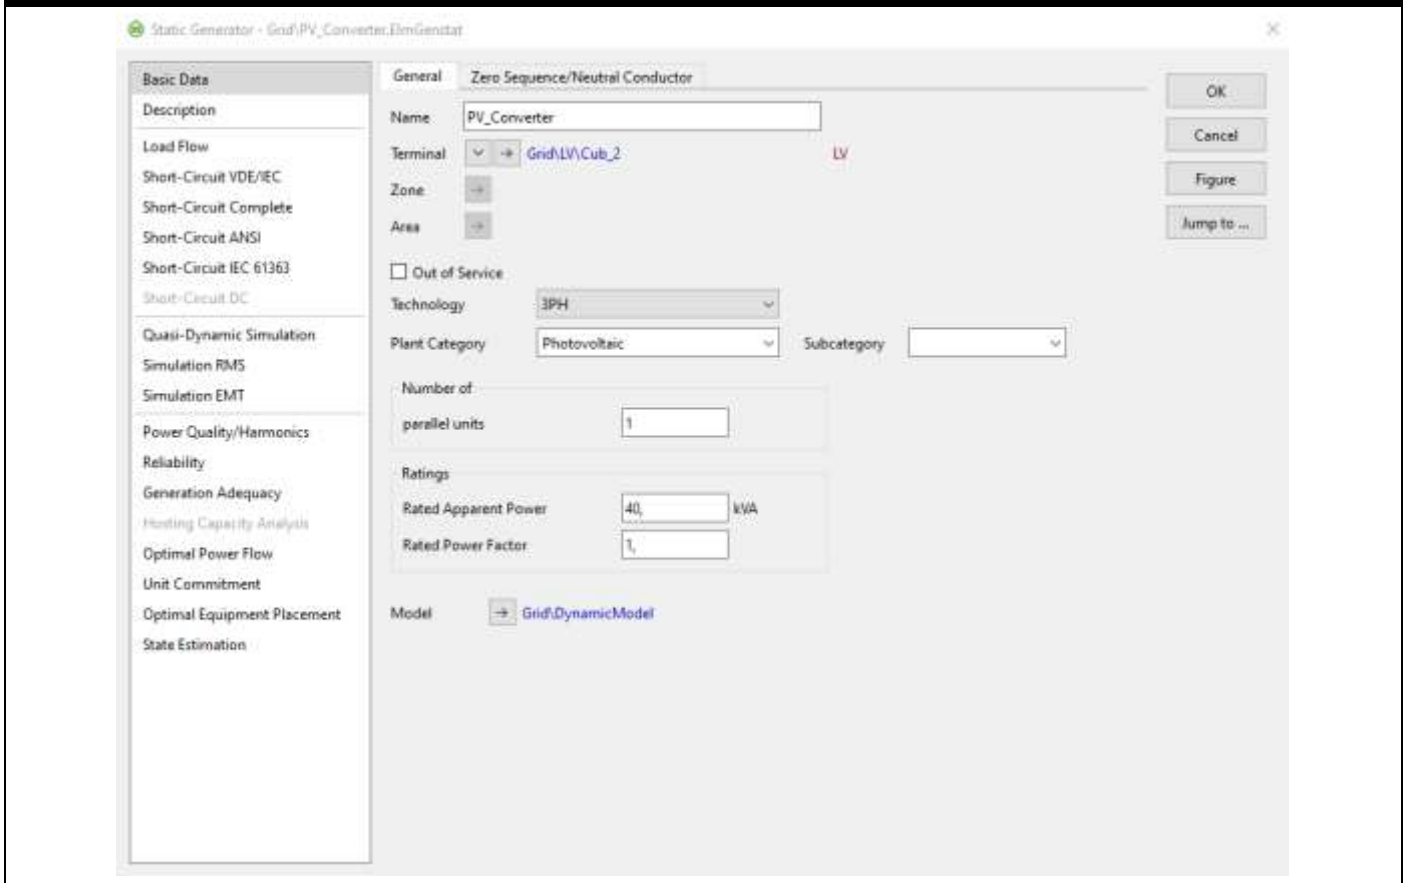 Static Generator - Grid\PV_Converter.ElmGenstat
Basic Data
Description
Load Flow
Short-Circuit VDE/IEC
Short-Circuit Complete
Short-Circuit ANSI
Short-Circuit IEC 61363
Short-Circuit DC
Quasi-Dynamic Simulation
Simulation RMS
Simulation EMT
Power Quality/Harmonics
Reliability
Generation Adequacy
Hosting Capacity Analysis
Optimal Power Flow
Unit Commitment
Optimal Equipment Placement
State Estimation
General Zero Sequence/Neutral Conductor
Name PV_Converter
Terminal Grid\LV\Cub_2 LV
Zone
Area
Out of Service
Technology 3PH
Plant Category Photovoltaic Subcategory
Number of
parallel units 1
Ratings
Rated Apparent Power 40, kVA
Rated Power Factor 1,
Model Grid\DynamicModel
OK
Cancel
Figure
Jump to ...